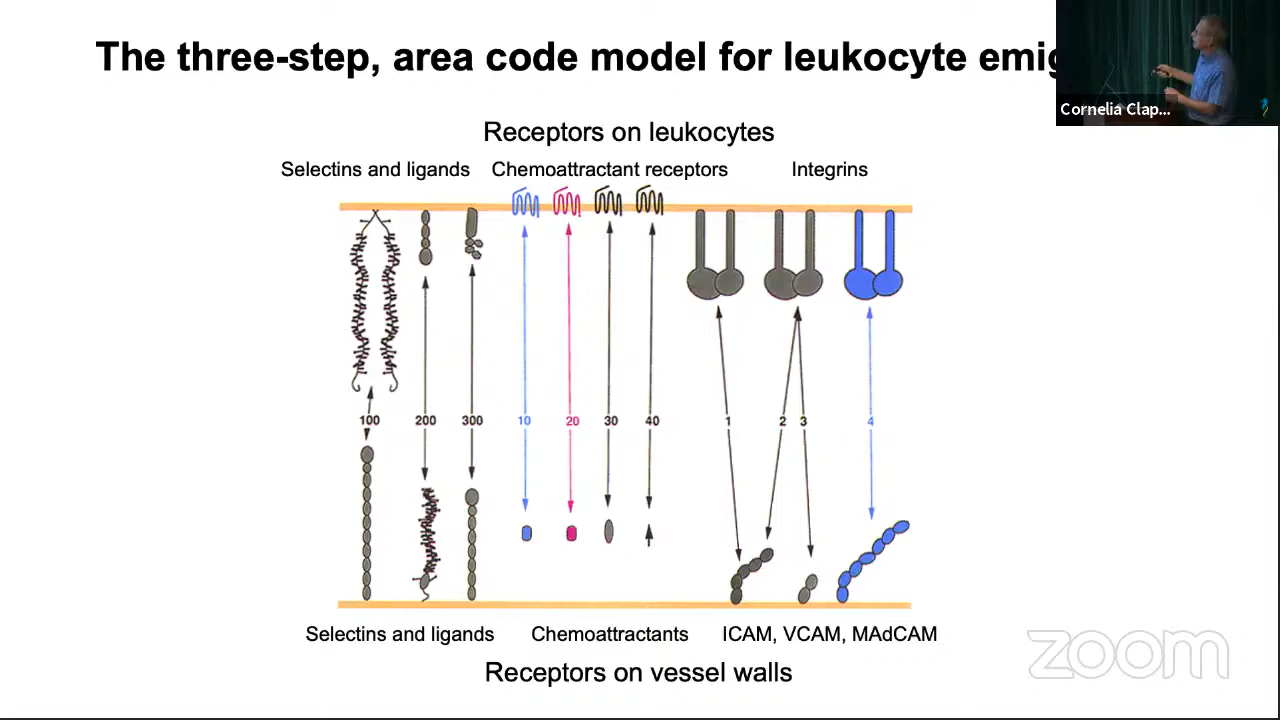 The three-step, area code model for leukocyte emig
Cornelia Clap...
Receptors on leukocytes
Selectins and ligands Chemoattractant receptors Integrins
100 200 300 10 20 30 40 1 2 3 4
Selectins and ligands Chemoattractants ICAM, VCAM, MAdCAM
Receptors on vessel walls
zoom